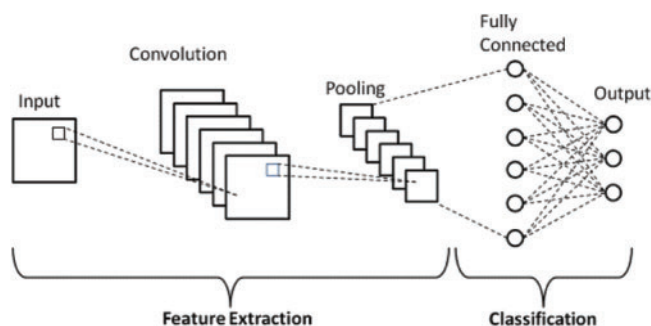 Input
Convolution
Pooling
Fully
Connected
Output
Feature Extraction
Classification